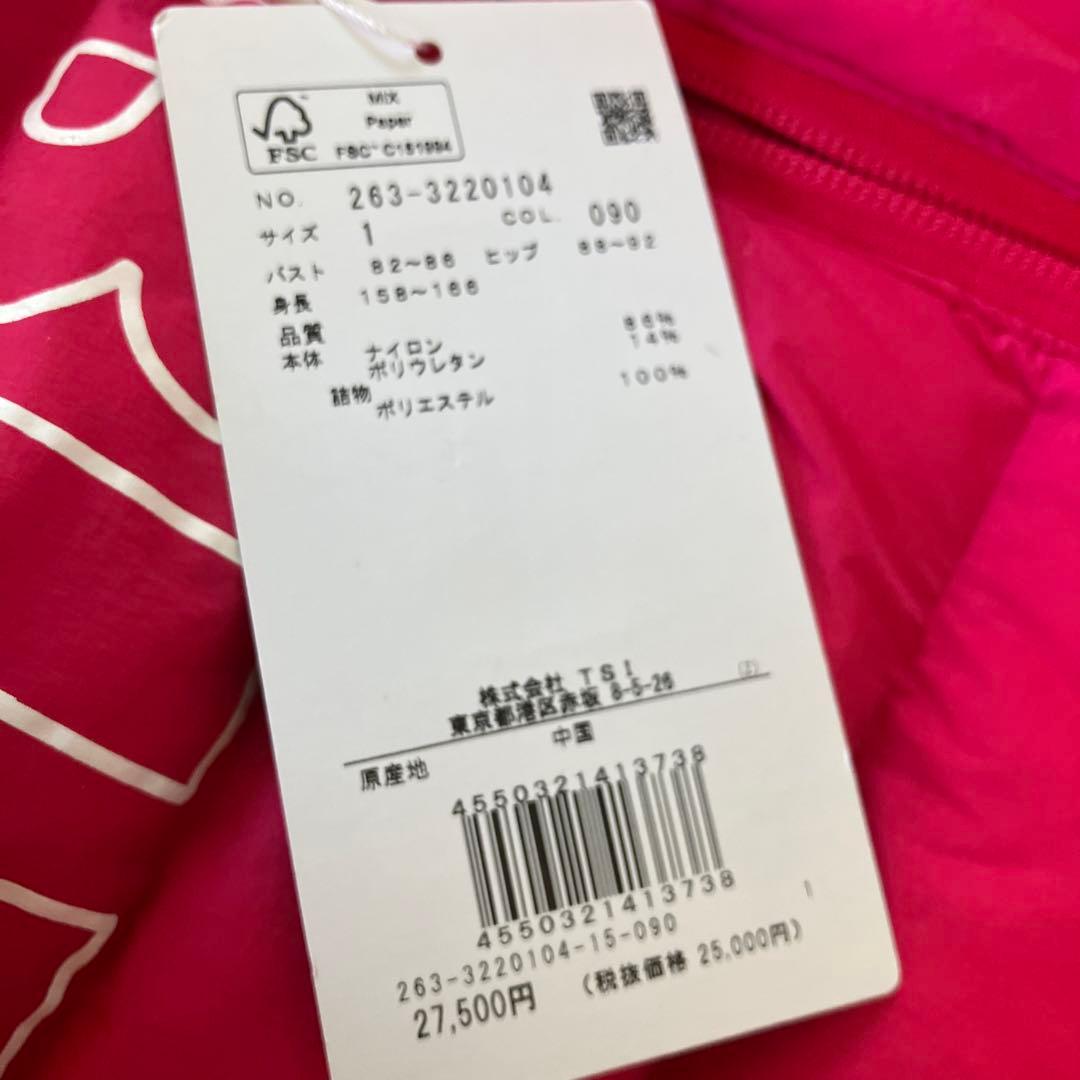 MIX
Paper
FSC
FSC™ C181994
NO. 263-3220104
サイズ 1 COL. 090
バスト 82～86 ヒップ 88～92
身長 158～166
品質
本体 ナイロン 86%
ポリウレタン 14%
詰物 ポリエステル 100%
株式会社 TSI
東京都港区赤坂 8-5-26
原産地 中国
4550321413738
4550321413738
263-3220104-15-090 1
27,500円 (税抜価格 25,000円)